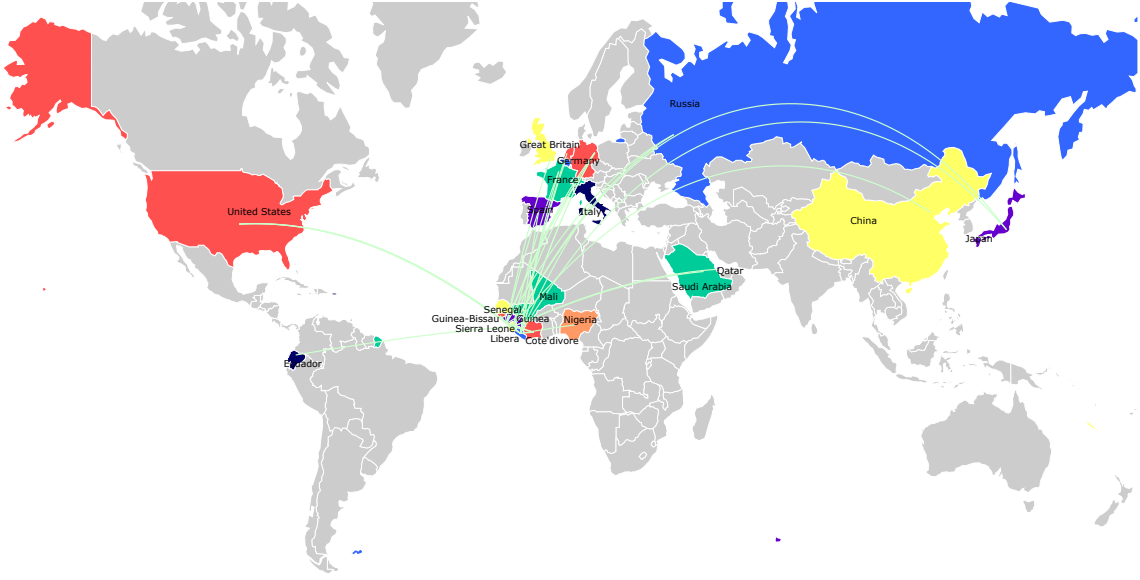 Russia
Great Britain
Germany
France
United States
Spain
Italy
China
Japan
Qatar
Saudi Arabia
Mali
Senegal
Guinea-Bissau
Guinea
Nigeria
Sierra Leone
Libera
Cote'divore
Ecuador